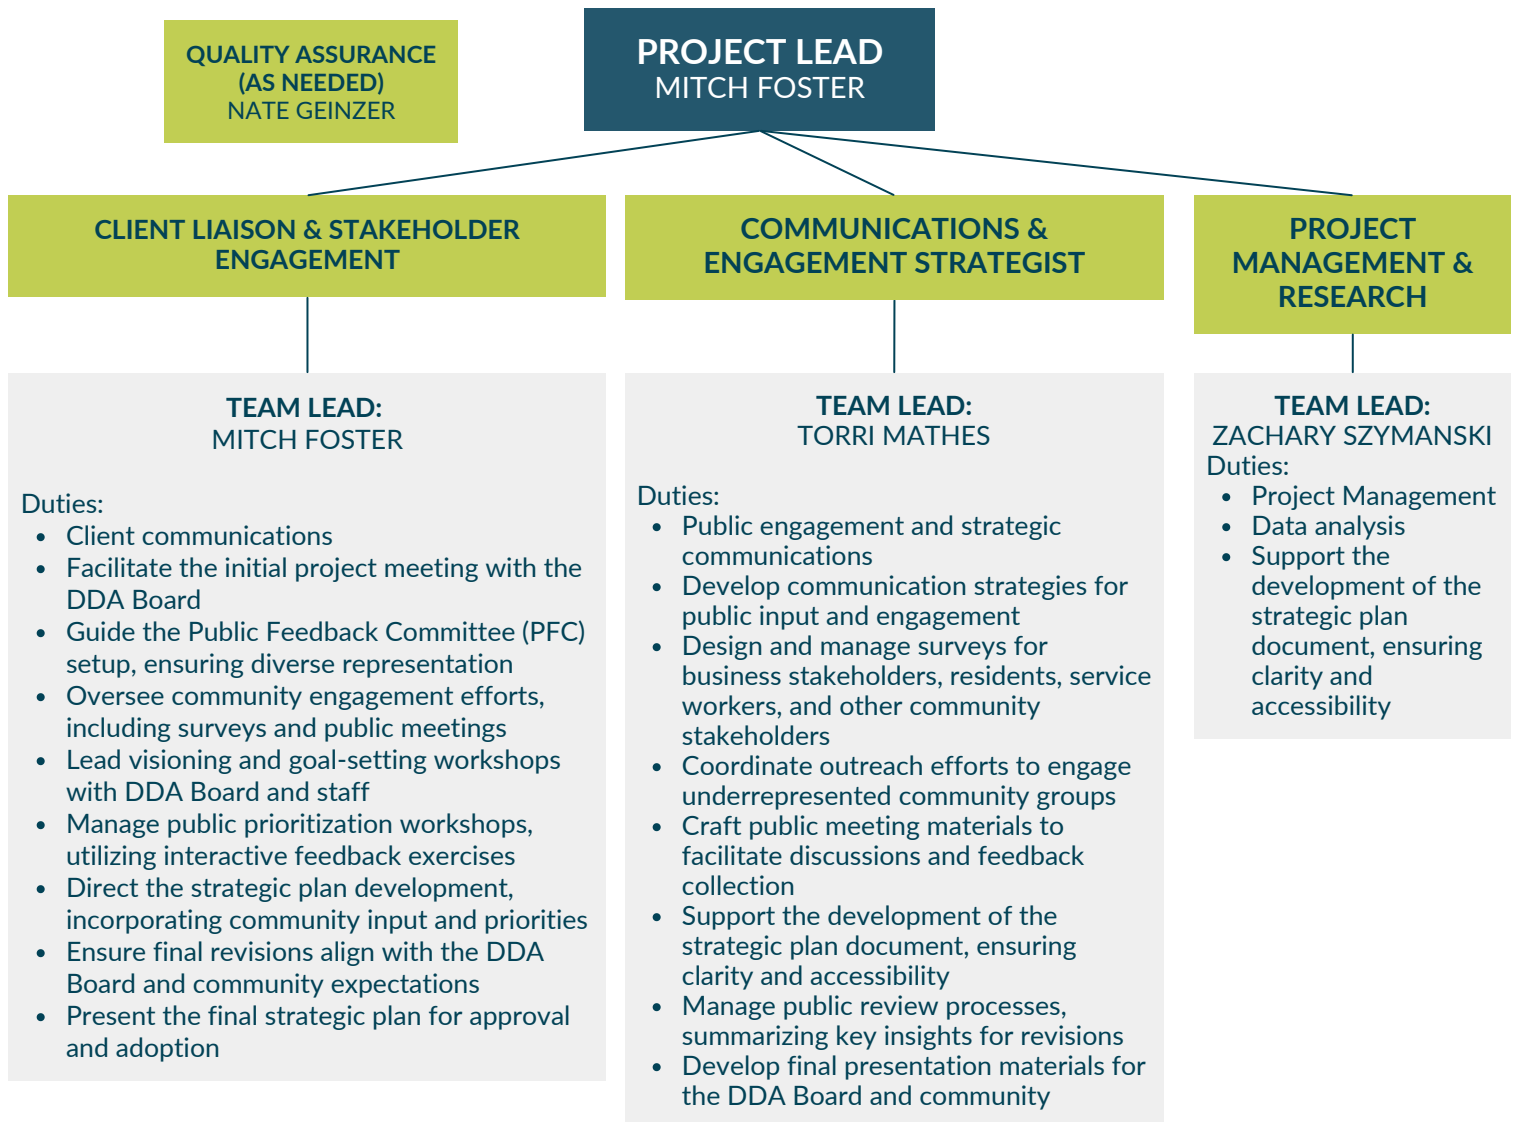 QUALITY ASSURANCE
(AS NEEDED)
NATE GEINZER
PROJECT LEAD
MITCH FOSTER
CLIENT LIAISON & STAKEHOLDER
ENGAGEMENT
TEAM LEAD:
MITCH FOSTER
Duties:
• Client communications
• Facilitate the initial project meeting with the
DDA Board
• Guide the Public Feedback Committee (PFC)
setup, ensuring diverse representation
• Oversee community engagement efforts,
including surveys and public meetings
• Lead visioning and goal-setting workshops
with DDA Board and staff
• Manage public prioritization workshops,
utilizing interactive feedback exercises
• Direct the strategic plan development,
incorporating community input and priorities
• Ensure final revisions align with the DDA
Board and community expectations
• Present the final strategic plan for approval
and adoption
COMMUNICATIONS &
ENGAGEMENT STRATEGIST
TEAM LEAD:
TORRI MATHES
Duties:
• Public engagement and strategic
communications
• Develop communication strategies for
public input and engagement
• Design and manage surveys for
business stakeholders, residents, service
workers, and other community
stakeholders
• Coordinate outreach efforts to engage
underrepresented community groups
• Craft public meeting materials to
facilitate discussions and feedback
collection
• Support the development of the
strategic plan document, ensuring
clarity and accessibility
• Manage public review processes,
summarizing key insights for revisions
• Develop final presentation materials for
the DDA Board and community
PROJECT
MANAGEMENT &
RESEARCH
TEAM LEAD:
ZACHARY SZYMANSKI
Duties:
• Project Management
• Data analysis
• Support the
development of the
strategic plan
document, ensuring
clarity and
accessibility